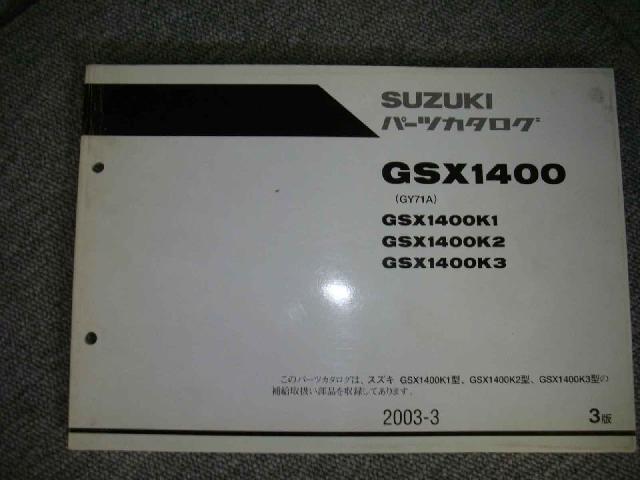 SUZUKI
パーツカタログ
GSX1400
(GY71A)
GSX1400K1
GSX1400K2
GSX1400K3
このパーツカタログは、スズキ GSX1400K1型、GSX1400K2型、GSX1400K3型の
補給取扱い部品を収録してあります。
2003-3 3版